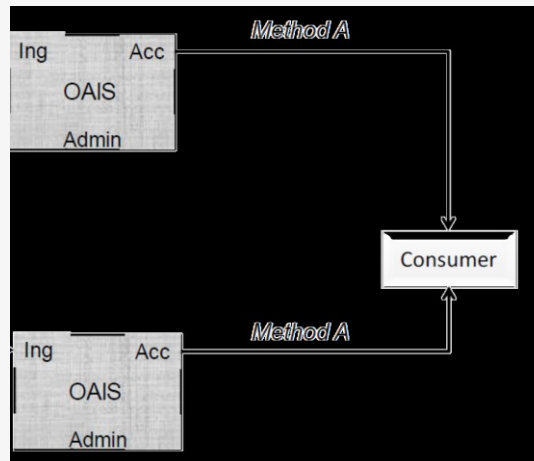 Method A
Ing Acc
OAIS
Admin
Consumer
Method A
Ing Acc
OAIS
Admin